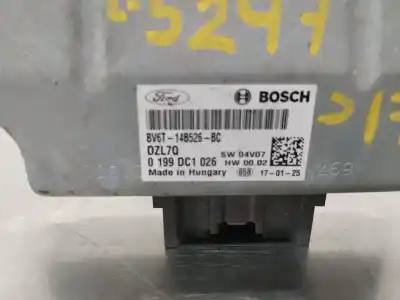 5247
Ford BOSCH
BV6T-14B526-BC
DZL7Q SW 04V07
0 199 DC1 026 HW 00.02
Made in Hungary 17-01-25